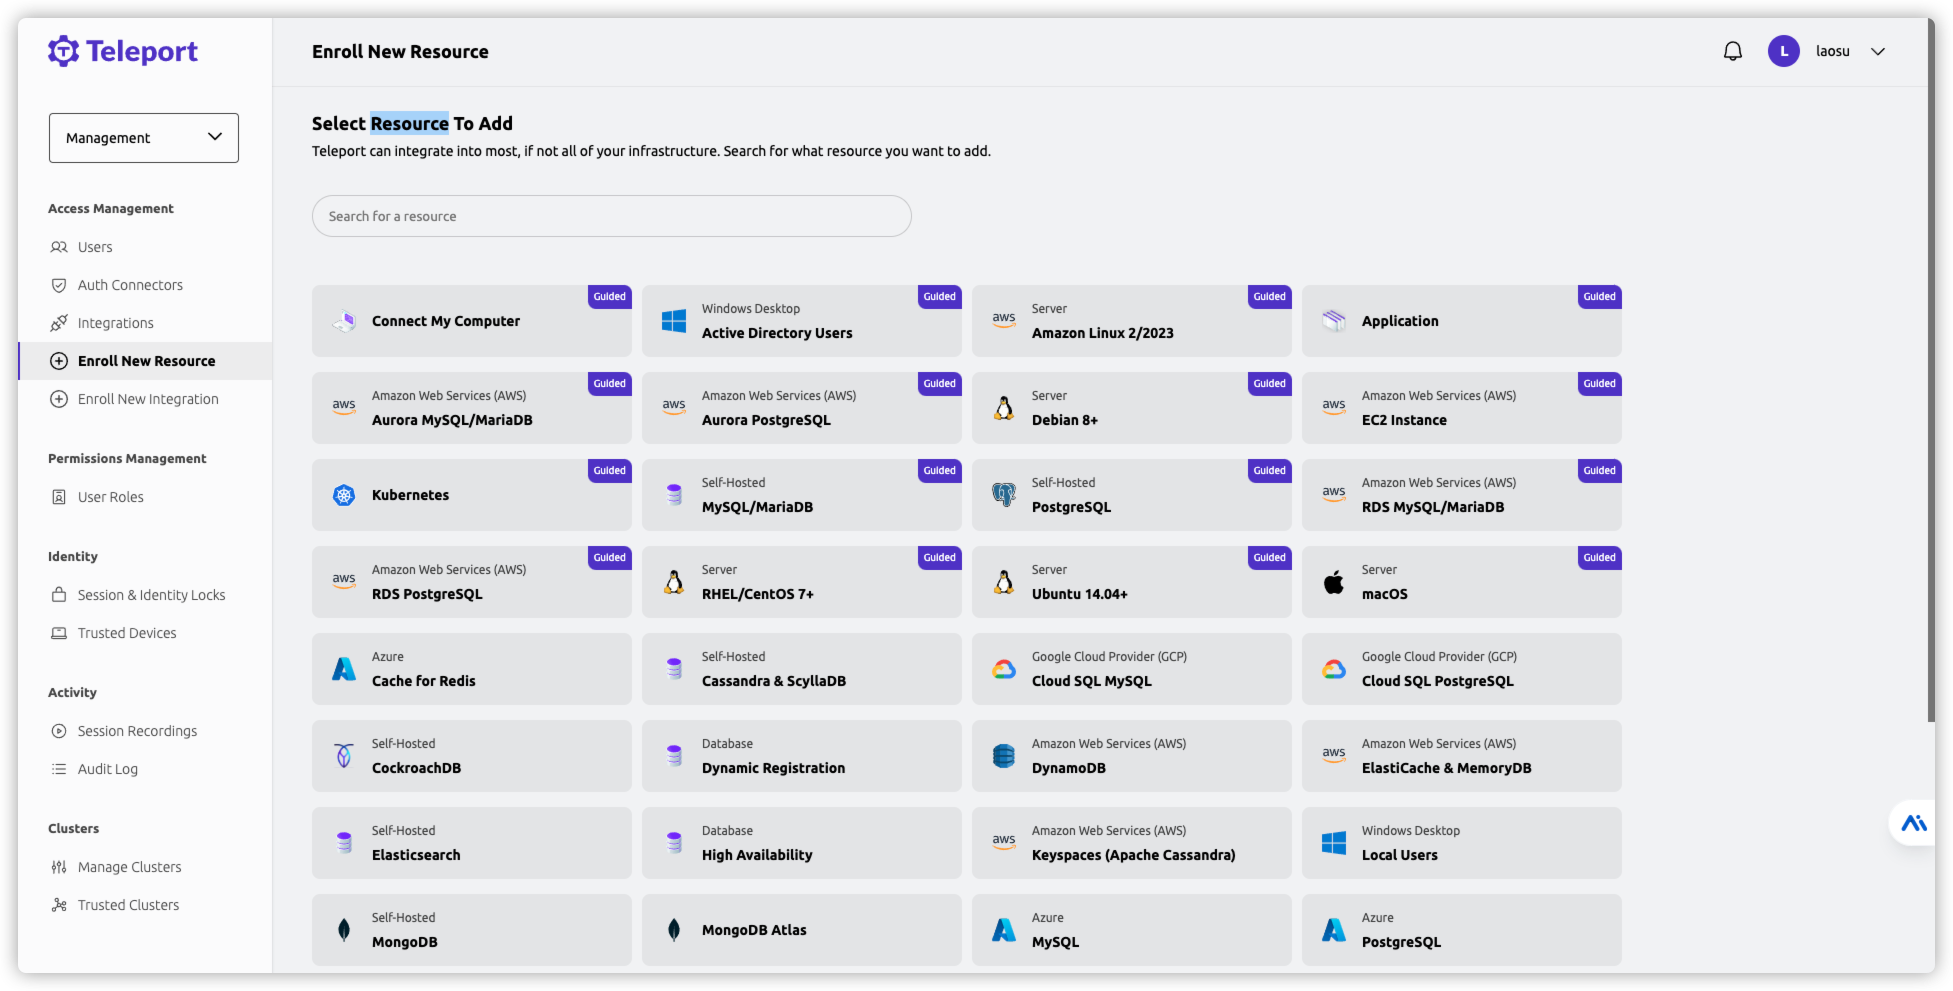 Teleport
Management
Access Management
Users
Auth Connectors
Integrations
Enroll New Resource
Enroll New Integration
Permissions Management
User Roles
Identity
Session & Identity Locks
Trusted Devices
Activity
Session Recordings
Audit Log
Clusters
Manage Clusters
Trusted Clusters
Enroll New Resource
L laosu
Select Resource To Add
Teleport can integrate into most, if not all of your infrastructure. Search for what resource you want to add.
Search for a resource
Guided
Connect My Computer
Guided
Windows Desktop
Active Directory Users
Guided
aws
Server
Amazon Linux 2/2023
Guided
Application
Guided
aws
Amazon Web Services (AWS)
Aurora MySQL/MariaDB
Guided
aws
Amazon Web Services (AWS)
Aurora PostgreSQL
Guided
Server
Debian 8+
Guided
aws
Amazon Web Services (AWS)
EC2 Instance
Guided
Kubernetes
Guided
Self-Hosted
MySQL/MariaDB
Guided
Self-Hosted
PostgreSQL
Guided
aws
Amazon Web Services (AWS)
RDS MySQL/MariaDB
Guided
aws
Amazon Web Services (AWS)
RDS PostgreSQL
Guided
Server
RHEL/CentOS 7+
Guided
Server
Ubuntu 14.04+
Guided
Server
macOS
Azure
Cache for Redis
Self-Hosted
Cassandra & ScyllaDB
Google Cloud Provider (GCP)
Cloud SQL MySQL
Google Cloud Provider (GCP)
Cloud SQL PostgreSQL
Self-Hosted
CockroachDB
Database
Dynamic Registration
Amazon Web Services (AWS)
DynamoDB
aws
Amazon Web Services (AWS)
ElastiCache & MemoryDB
Self-Hosted
Elasticsearch
Database
High Availability
aws
Amazon Web Services (AWS)
Keyspaces (Apache Cassandra)
Windows Desktop
Local Users
Self-Hosted
MongoDB
MongoDB Atlas
Azure
MySQL
Azure
PostgreSQL